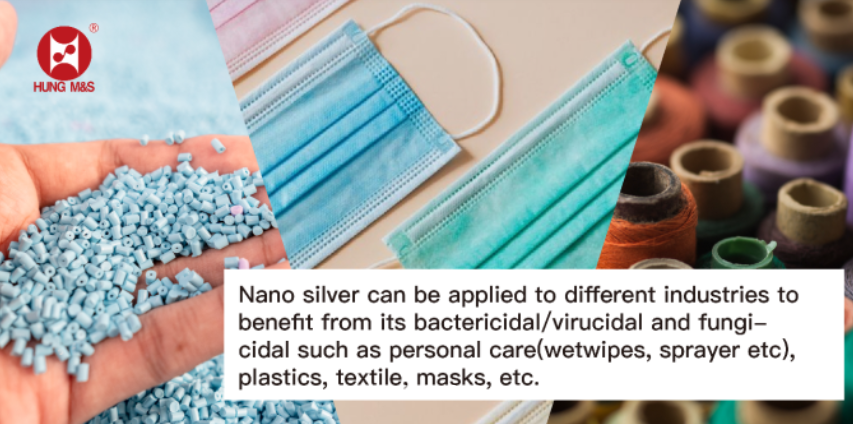 ®
HUNG M&S
Nano silver can be applied to different industries to
benefit from its bactericidal/virucidal and fungi-
cidal such as personal care(wetwipes, sprayer etc),
plastics, textile, masks, etc.